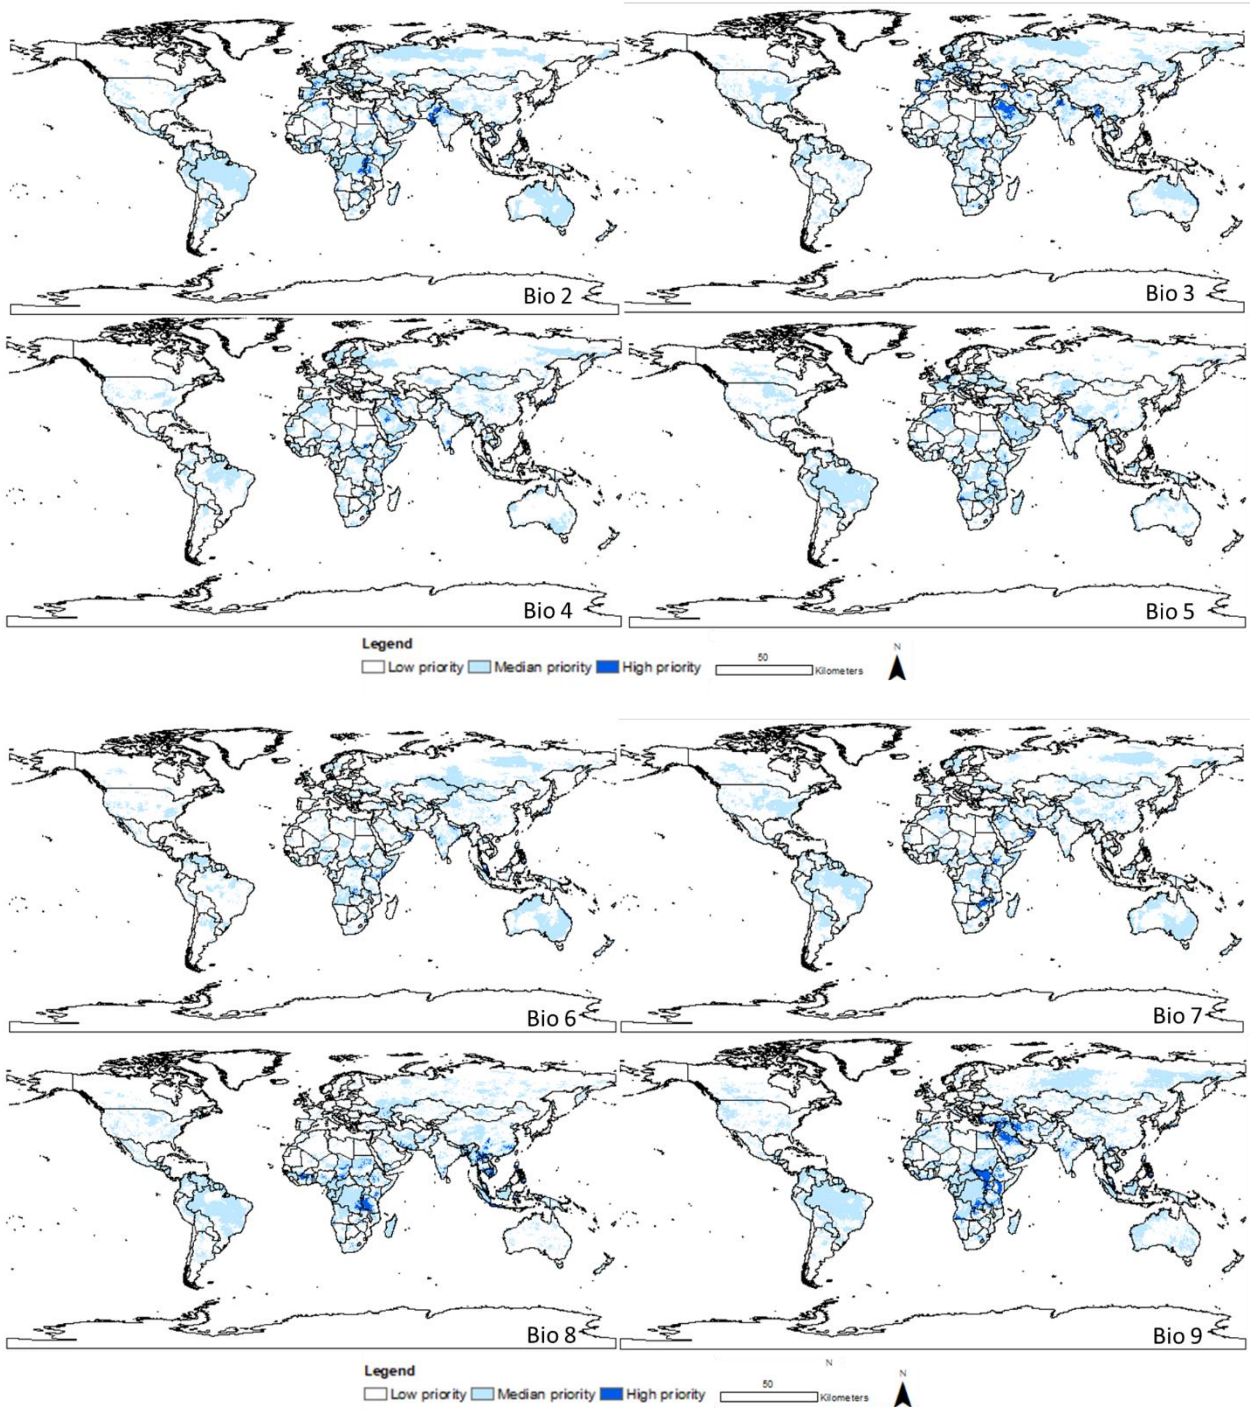 Bio 2
Bio 3
Bio 4
Bio 5
Legend
Low priority Median priority High priority
50
Kilometers
N
Bio 6
Bio 7
Bio 8
Bio 9
Legend
Low priority Median priority High priority
50
Kilometers
N
N